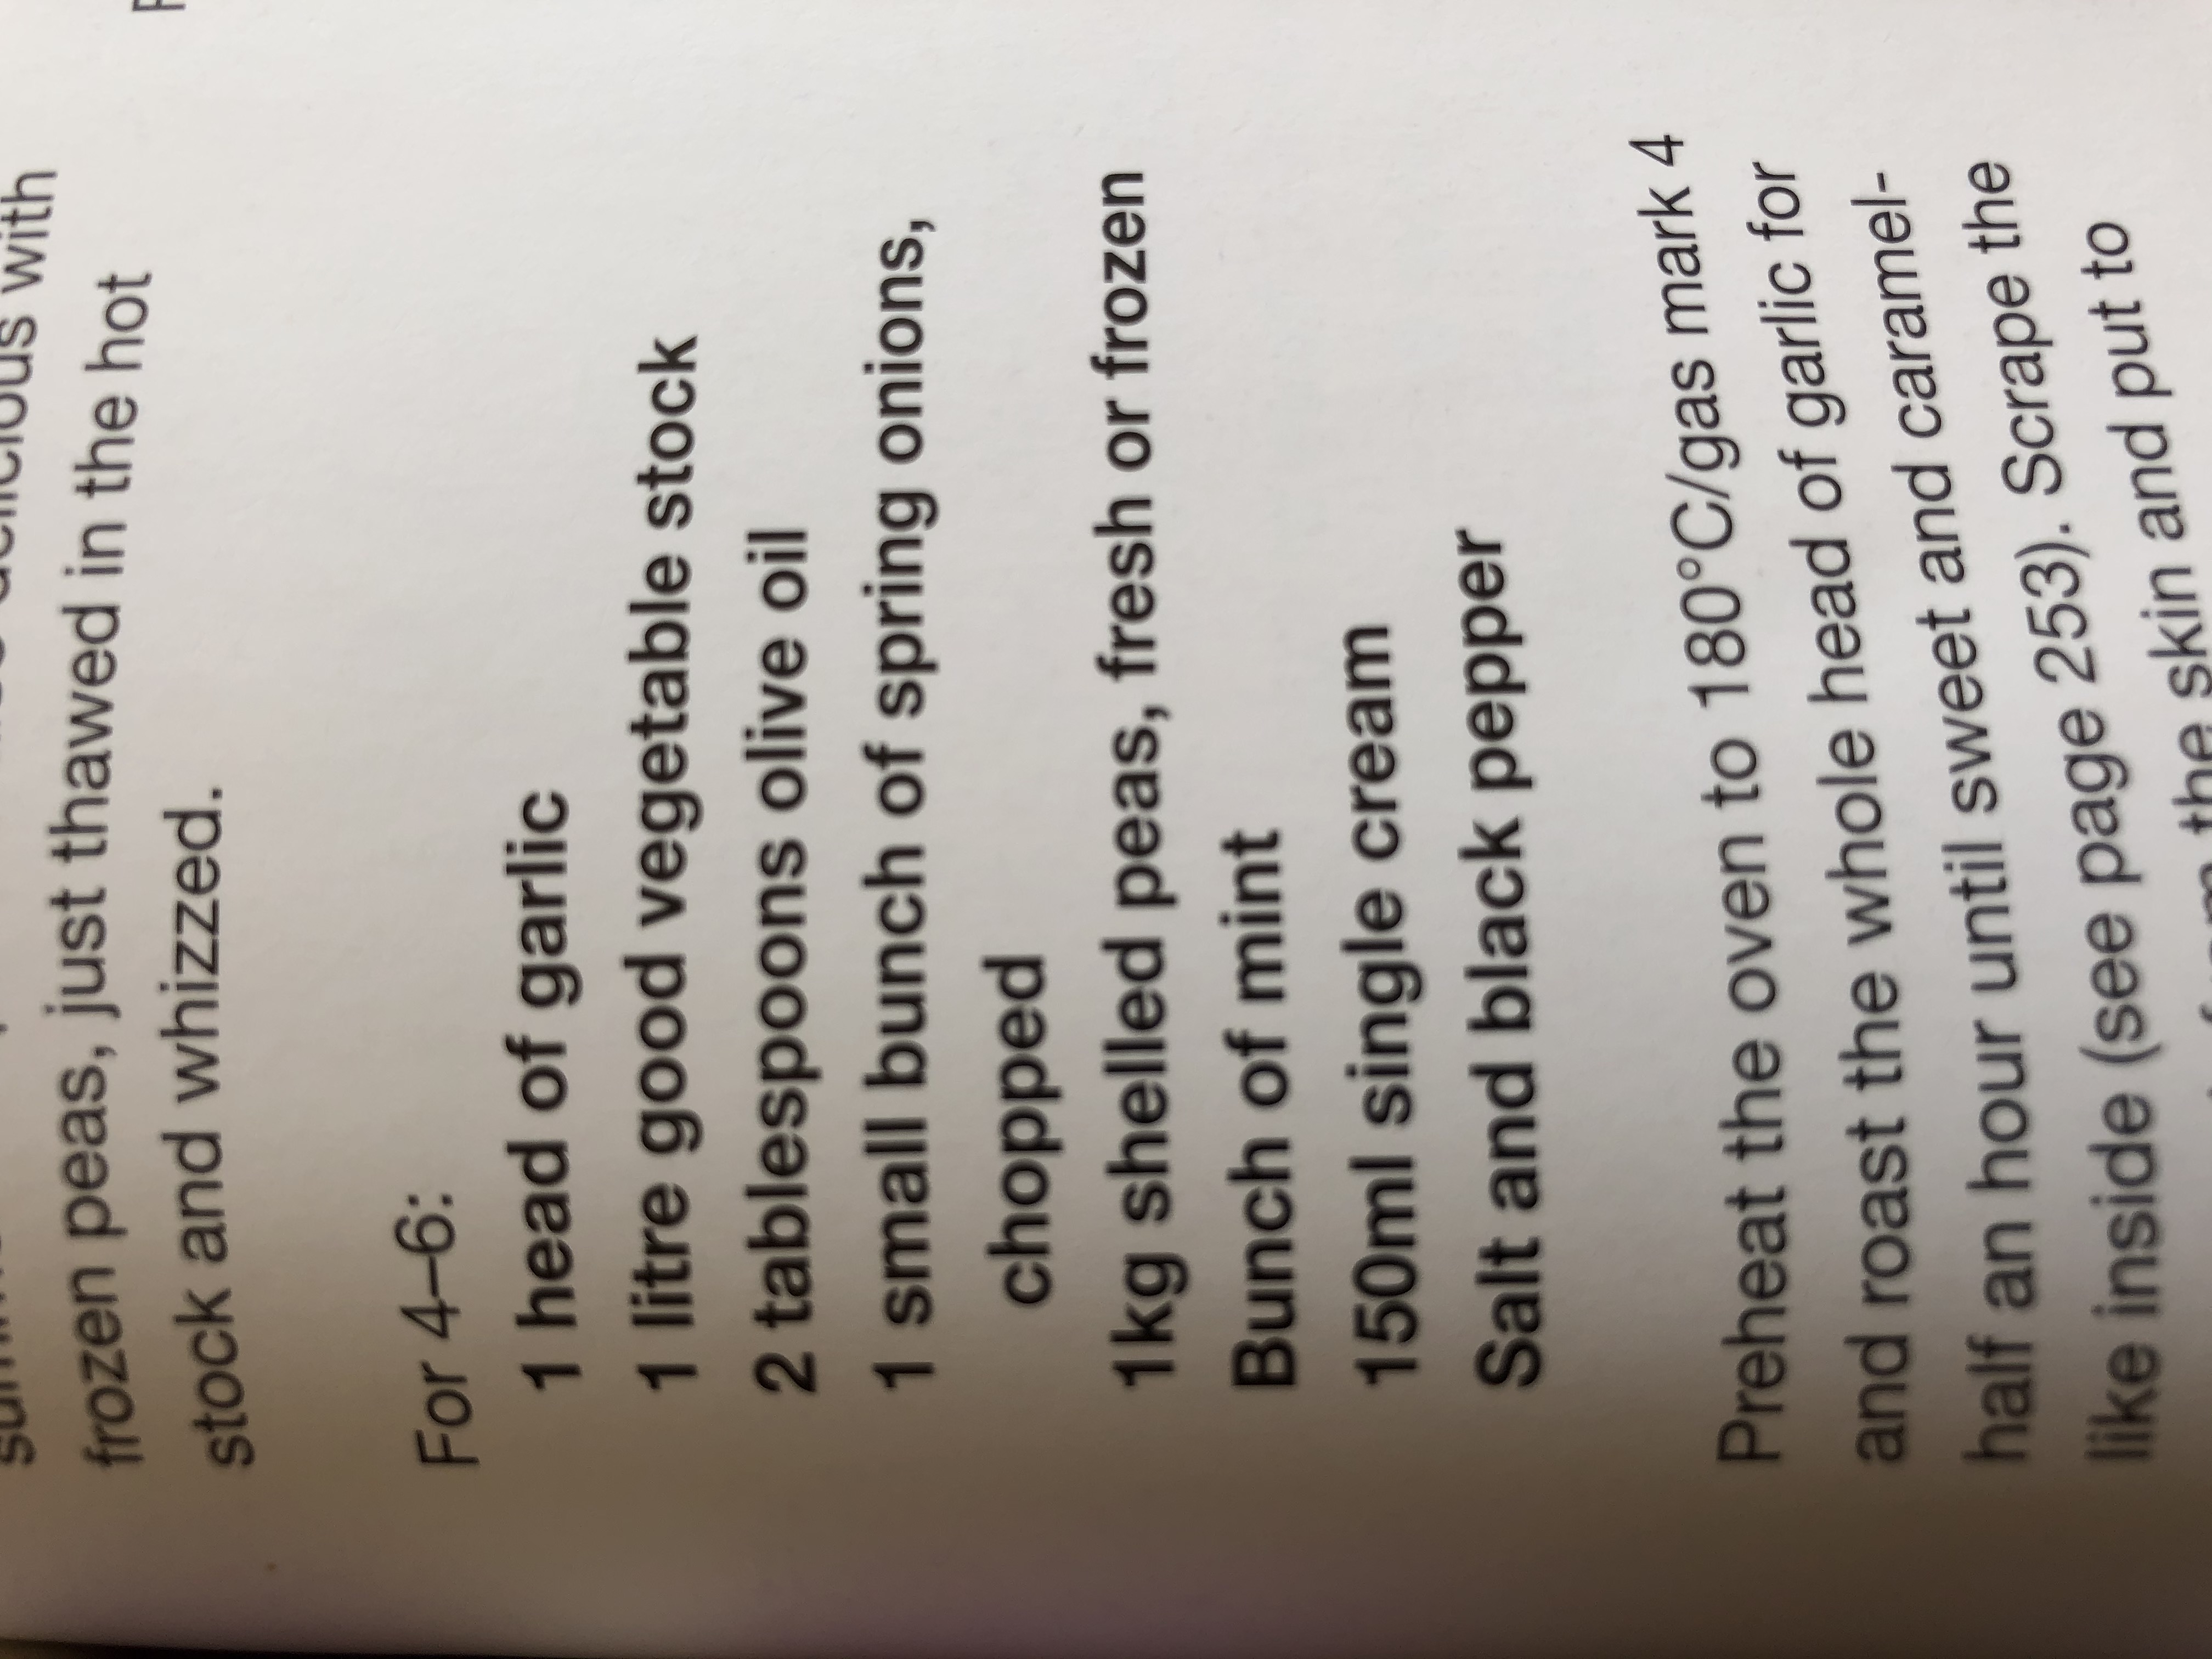 delicious with
frozen peas, just thawed in the hot
stock and whizzed.
For 4–6:
1 head of garlic
1 litre good vegetable stock
2 tablespoons olive oil
1 small bunch of spring onions,
chopped
1kg shelled peas, fresh or frozen
Bunch of mint
150ml single cream
Salt and black pepper
Preheat the oven to 180°C/gas mark 4
and roast the whole head of garlic for
half an hour until sweet and caramel-
like inside (see page 253). Scrape the
from the skin and put to